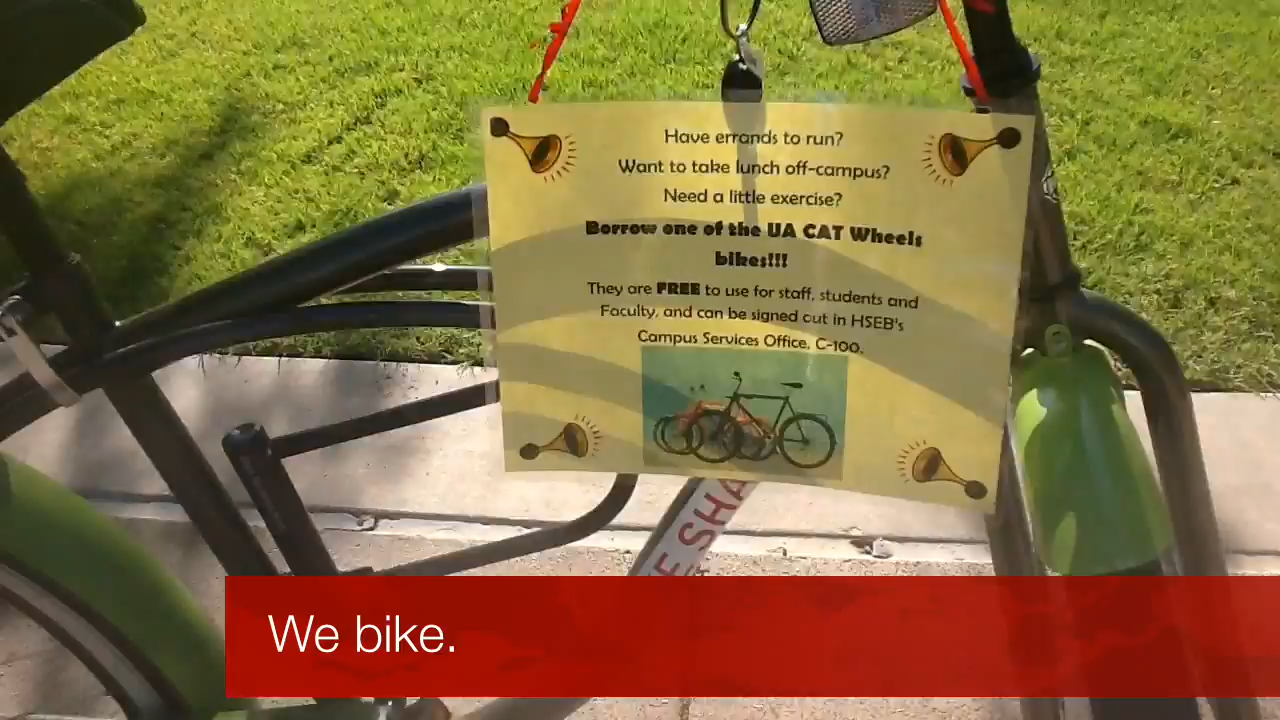 Have errands to run?
Want to take lunch off-campus?
Need a little exercise?
Borrow one of the UA CAT Wheels
bikes!!!
They are FREE to use for staff, students and
Faculty, and can be signed out in HSEB's
Campus Services Office, C-100.
E SHA
We bike.